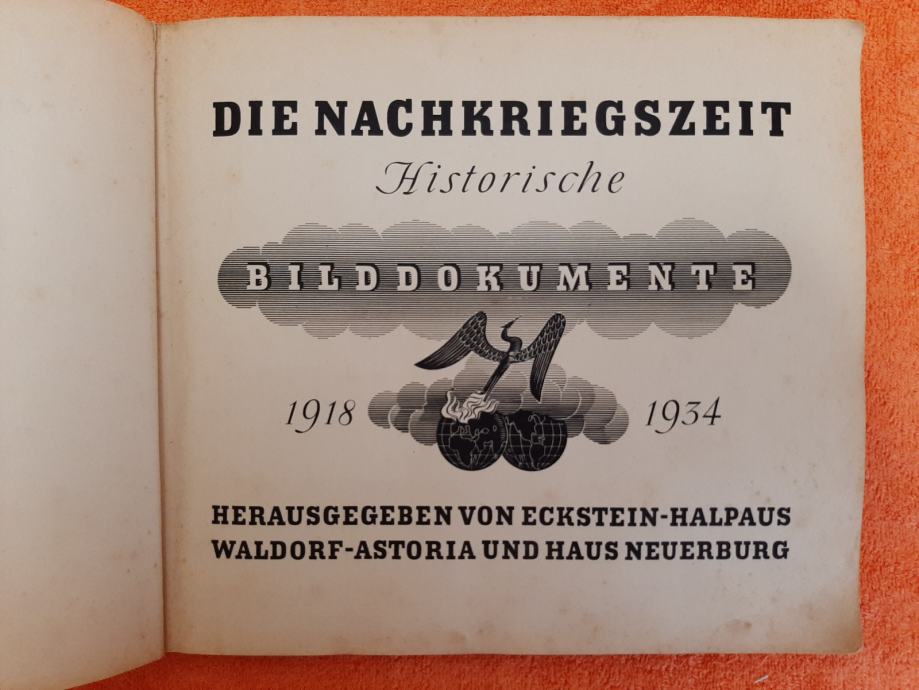 DIE NACHKRIEGSZEIT
Historische
BILDDOKUMENTE
1918 1934
HERAUSGEGEBEN VON ECKSTEIN-HALPAUS
WALDORF-ASTORIA UND HAUS NEUERBURG